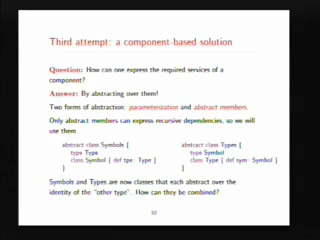 Third attempt: a component-based solution
Question: How can one express the required services of a
component?
Answer: By abstracting over them!
Two forms of abstraction: parameterization and abstract members.
Only abstract members can express recursive dependencies, so we will
use them.
abstract class Symbols {
type Type
class Symbol { def tpe : Type }
}
abstract class Types {
type Symbol
class Type { def sym : Symbol }
}
Symbols and Types are now classes that each abstract over the
identity of the "other type". How can they be combined?